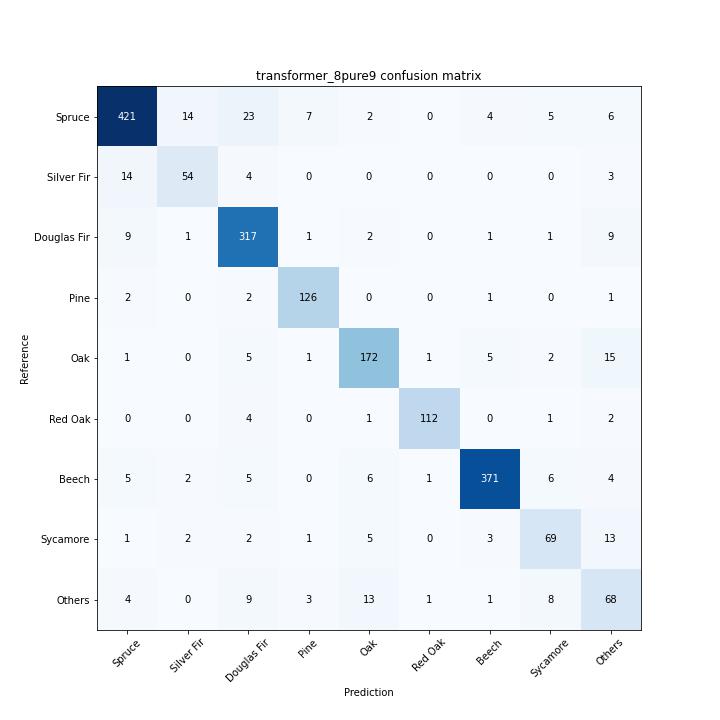 transformer_8pure9 confusion matrix
Spruce 421 14 23 7 2 0 4 5 6
Silver Fir 14 54 4 0 0 0 0 0 3
Douglas Fir 9 1 317 1 2 0 1 1 9
Pine 2 0 2 126 0 0 1 0 1
Reference
Oak 1 0 5 1 172 1 5 2 15
Red Oak 0 0 4 0 1 112 0 1 2
Beech 5 2 5 0 6 1 371 6 4
Sycamore 1 2 2 1 5 0 3 69 13
Others 4 0 9 3 13 1 1 8 68
Spruce Silver Fir Douglas Fir Pine Oak Red Oak Beech Sycamore Others
Prediction